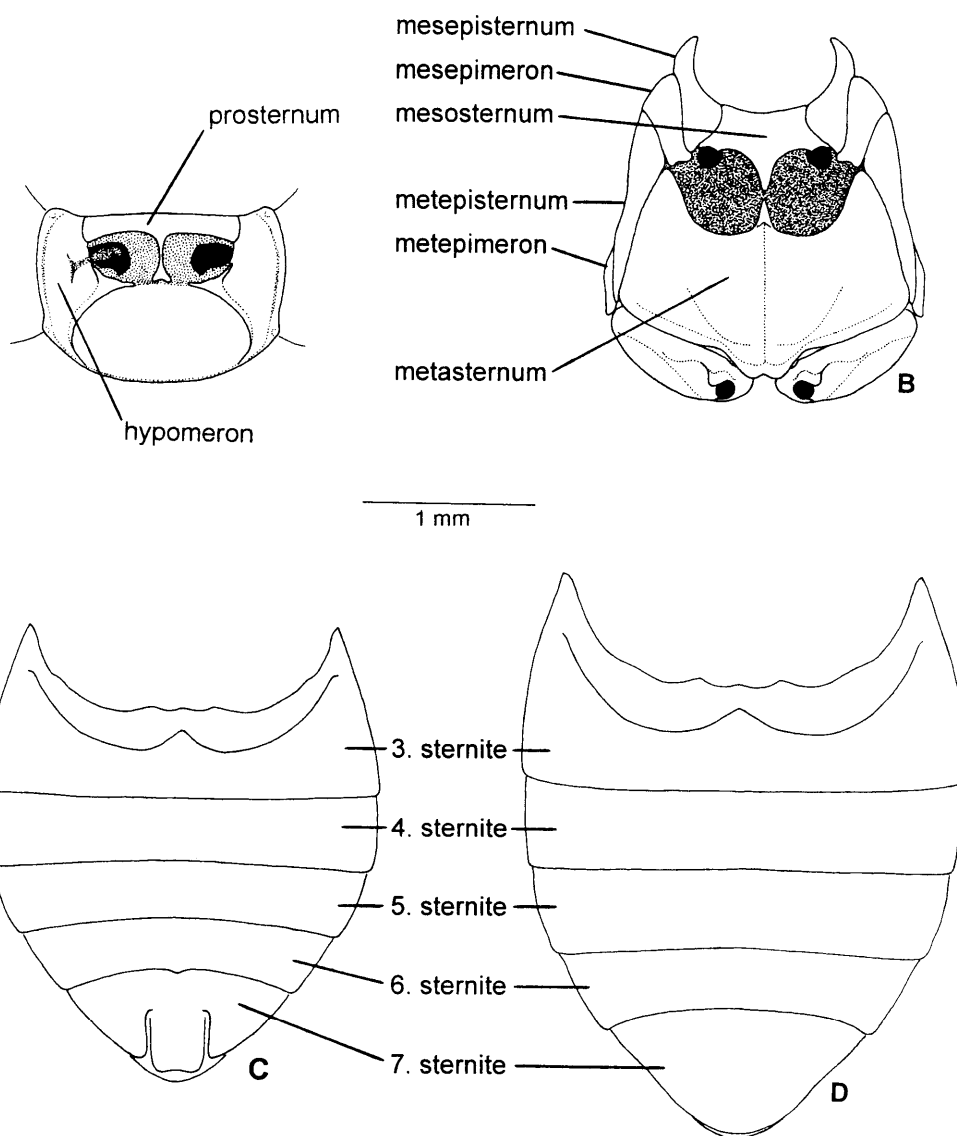 prosternum
hypomeron
mesepisternum
mesepimeron
mesosternum
metepisternum
metepimeron
metasternum
B
1 mm
3. sternite
4. sternite
5. sternite
6. sternite
7. sternite
C
D